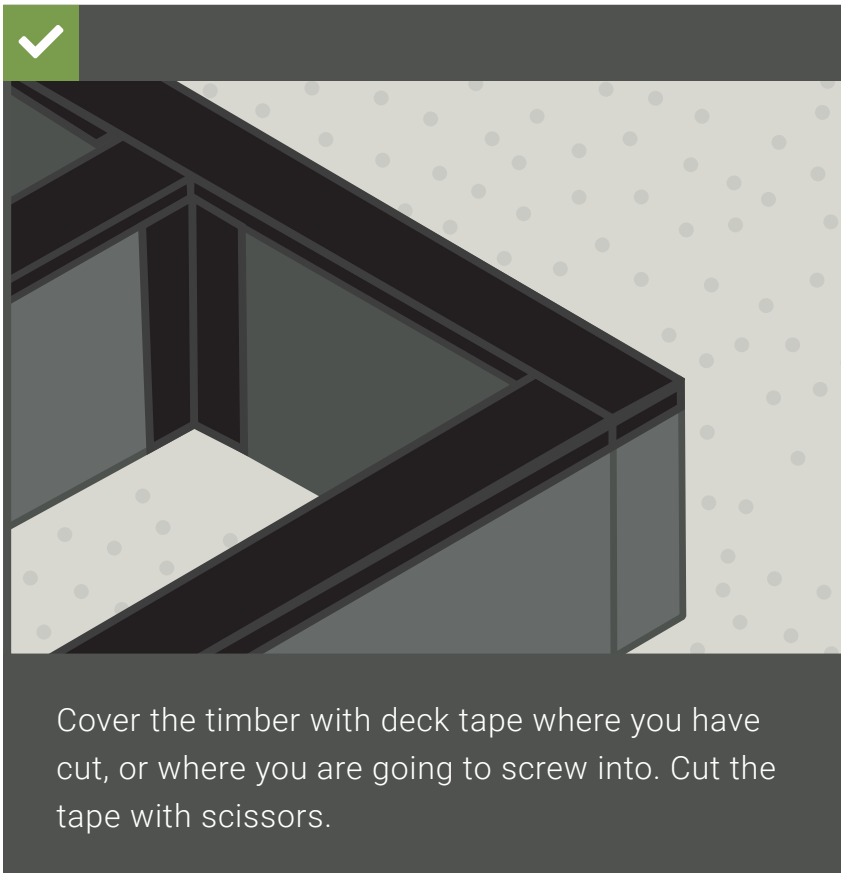 Cover the timber with deck tape where you have
cut, or where you are going to screw into. Cut the
tape with scissors.